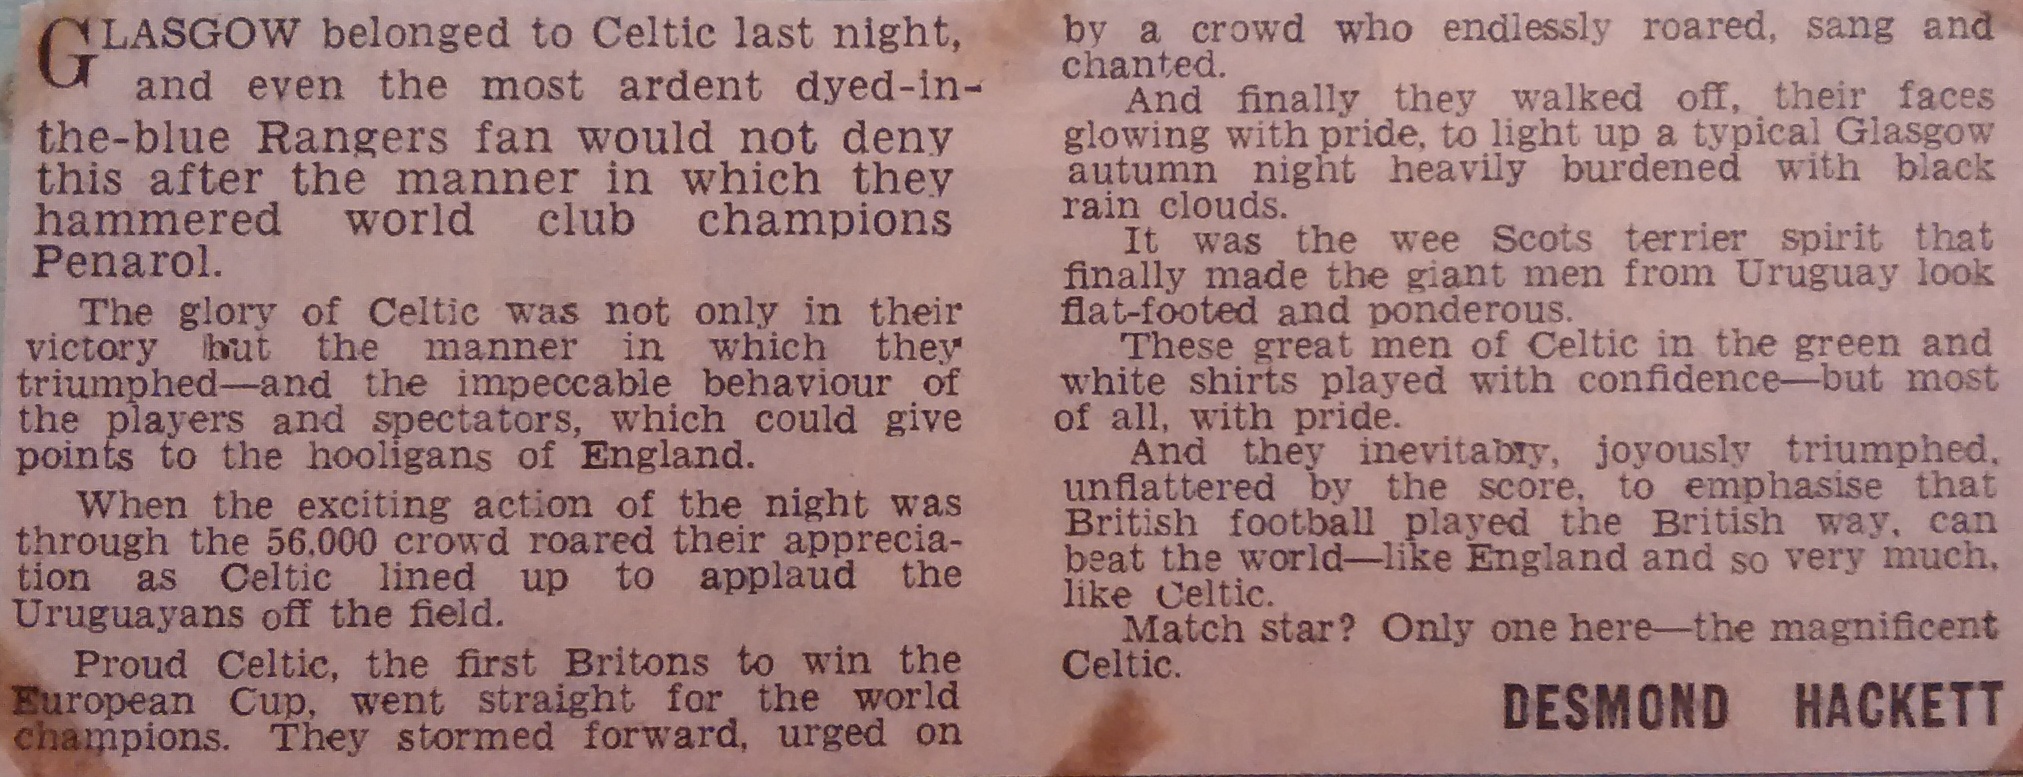 GLASGOW belonged to Celtic last night,
and even the most ardent dyed-in-
the-blue Rangers fan would not deny
this after the manner in which they
hammered world club champions
Penarol.
The glory of Celtic was not only in their
victory but the manner in which they
triumphed—and the impeccable behaviour of
the players and spectators, which could give
points to the hooligans of England.
When the exciting action of the night was
through the 56,000 crowd roared their apprecia-
tion as Celtic lined up to applaud the
Uruguayans off the field.
Proud Celtic, the first Britons to win the
European Cup, went straight for the world
champions. They stormed forward, urged on
by a crowd who endlessly roared, sang and
chanted.
And finally they walked off, their faces
glowing with pride, to light up a typical Glasgow
autumn night heavily burdened with black
rain clouds.
It was the wee Scots terrier spirit that
finally made the giant men from Uruguay look
flat-footed and ponderous.
These great men of Celtic in the green and
white shirts played with confidence—but most
of all, with pride.
And they inevitably, joyously triumphed,
unflattered by the score, to emphasise that
British football played the British way, can
beat the world—like England and so very much,
like Celtic.
Match star? Only one here—the magnificent
Celtic.
DESMOND HACKETT